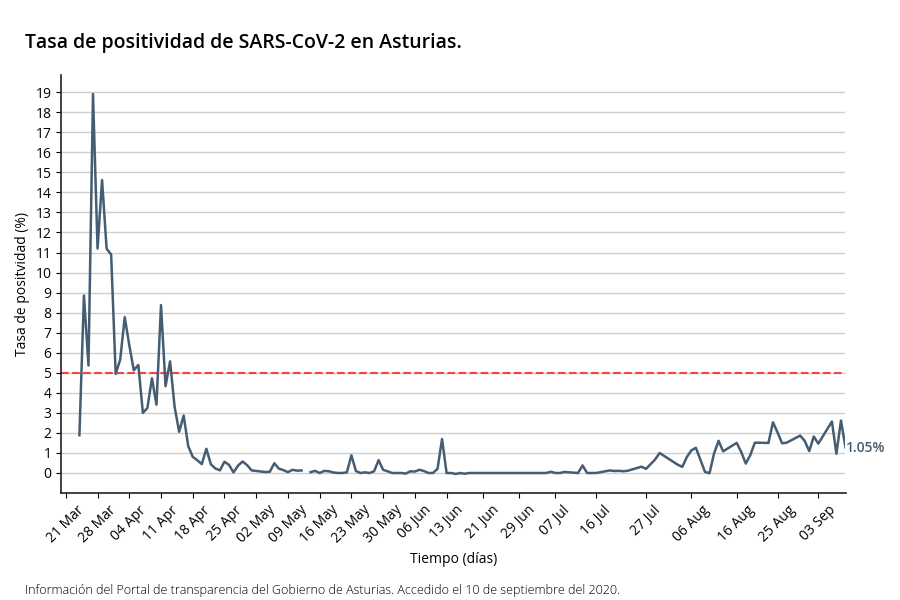 Tasa de positividad de SARS-CoV-2 en Asturias.
Tasa de positvidad (%)
19
18
17
16
15
14
13
12
11
10
9
8
7
6
5
4
3
2
1
0
1.05%
21 Mar
28 Mar
04 Apr
11 Apr
18 Apr
25 Apr
02 May
09 May
16 May
23 May
30 May
06 Jun
13 Jun
21 Jun
29 Jun
07 Jul
16 Jul
27 Jul
06 Aug
16 Aug
25 Aug
03 Sep
Tiempo (días)
Información del Portal de transparencia del Gobierno de Asturias. Accedido el 10 de septiembre del 2020.